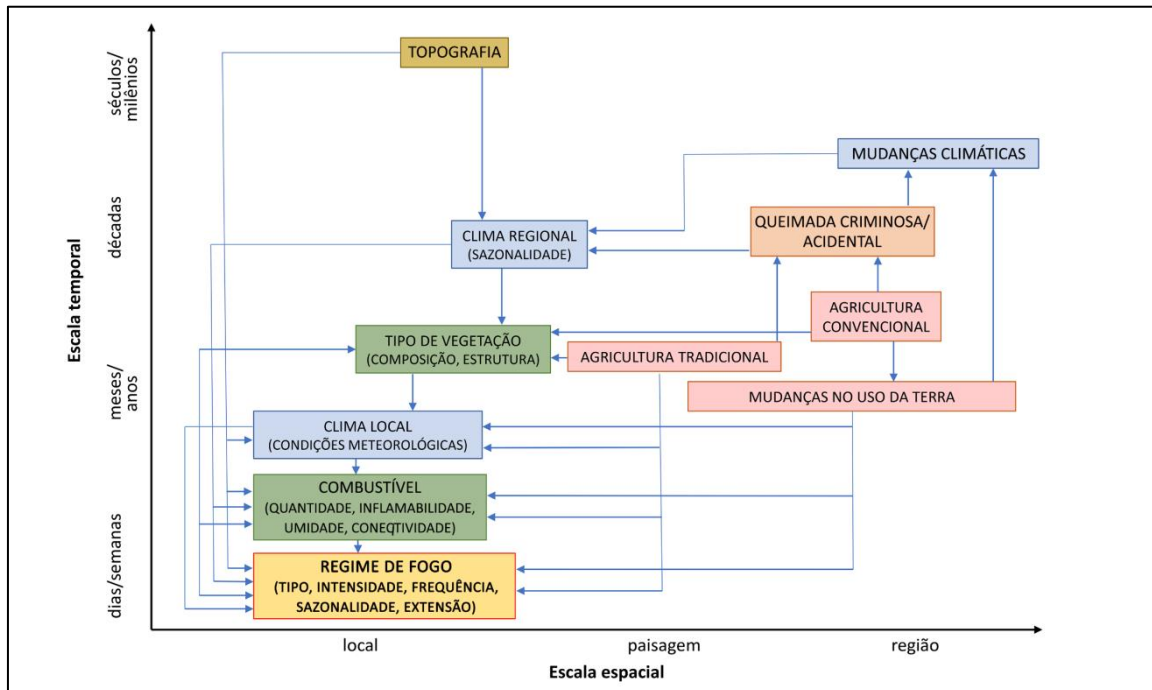 TOPOGRAFIA
séculos/
milênios
MUDANÇAS CLIMÁTICAS
décadas
QUEIMADA CRIMINOSA/
ACIDENTAL
CLIMA REGIONAL
(SAZONALIDADE)
Escala temporal
AGRICULTURA
CONVENCIONAL
TIPO DE VEGETAÇÃO
(COMPOSIÇÃO, ESTRUTURA)
AGRICULTURA TRADICIONAL
meses/
anos
MUDANÇAS NO USO DA TERRA
CLIMA LOCAL
(CONDIÇÕES METEOROLÓGICAS)
COMBUSTÍVEL
(QUANTIDADE, INFLAMABILIDADE,
UMIDADE, CONEQTIVIDADE)
dias/semanas
REGIME DE FOGO
(TIPO, INTENSIDADE, FREQUÊNCIA,
SAZONALIDADE, EXTENSÃO)
local
paisagem
região
Escala espacial